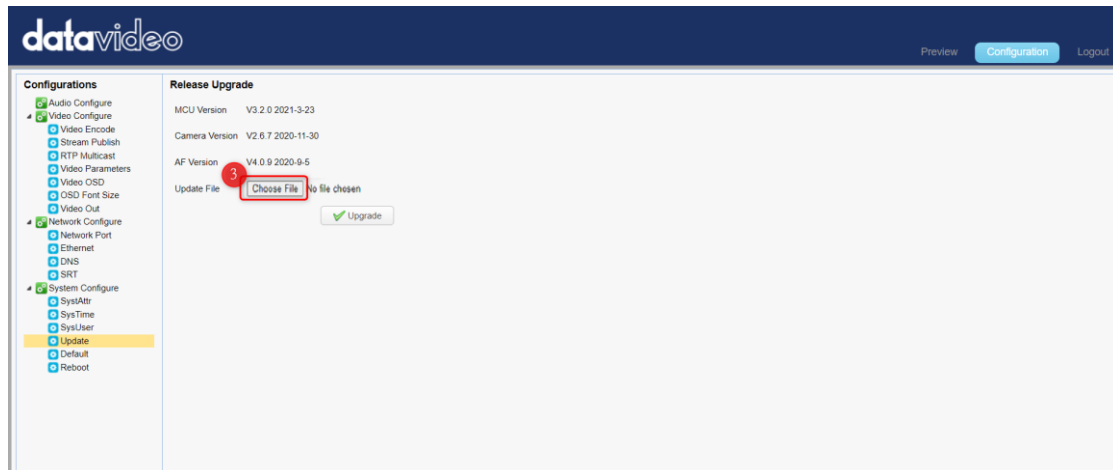 datavideo
Preview
Configuration
Logout
Configurations
Audio Configure
Video Configure
Video Encode
Stream Publish
RTP Multicast
Video Parameters
Video OSD
OSD Font Size
Video Out
Network Configure
Network Port
Ethernet
DNS
SRT
System Configure
SystAttr
SysTime
SysUser
Update
Default
Reboot
Release Upgrade
MCU Version V3.2.0 2021-3-23
Camera Version V2.6.7 2020-11-30
AF Version V4.0.9 2020-9-5
3
Update File Choose File No file chosen
Upgrade